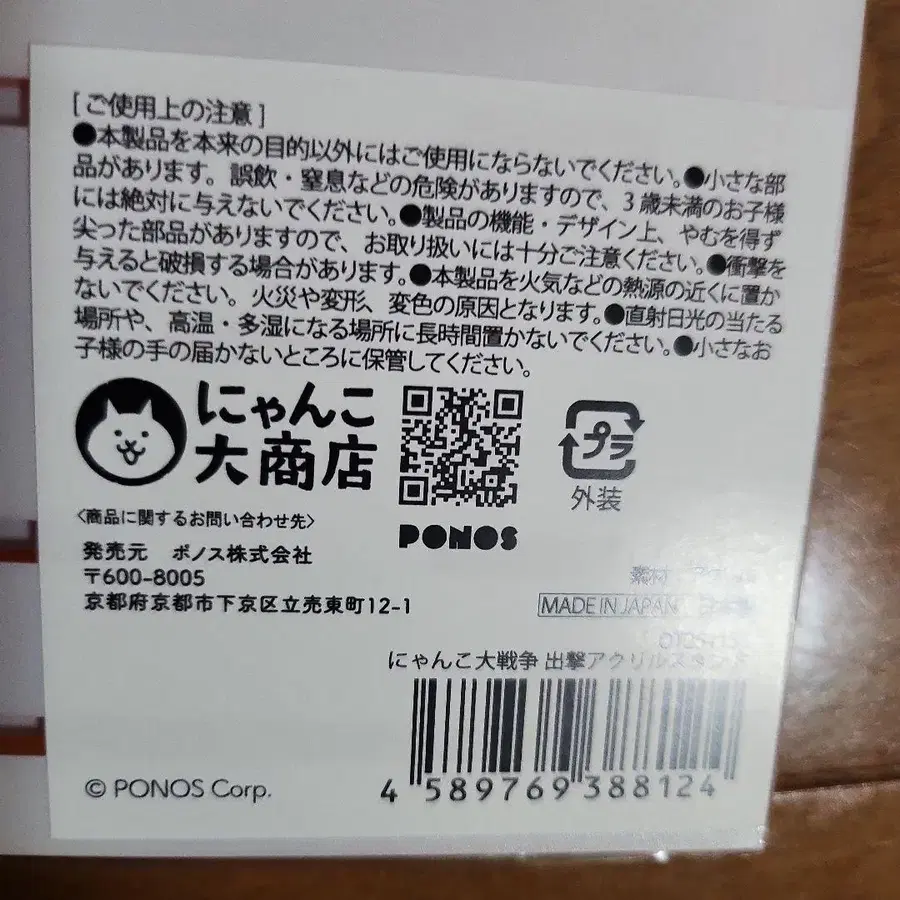 [ご使用上の注意]
●本製品を本来の目的以外にはご使用にならないでください。●小さな部
品があります。誤飲・窒息などの危険がありますので、3歳未満のお子様
には絶対に与えないでください。●製品の機能・デザイン上、やむを得ず
尖った部品がありますので、お取り扱いには十分ご注意ください。●衝撃を
与えると破損する場合があります。●本製品を火気などの熱源の近くに置か
ないでください。火災や変形、変色の原因となります。●直射日光の当たる
場所や、高温・多湿になる場所に長時間置かないでください。●小さなお
子様の手の届かないところに保管してください。
にゃんこ
大商店
プラ
外装
PONOS
〈商品に関するお問い合わせ先〉
発売元 ポノス株式会社
〒600-8005
京都府京都市下京区立売東町12-1
素材
MADE IN JAPAN
にゃんこ大戦争 出撃アクリルスタンド
4 589769 388124
© PONOS Corp.